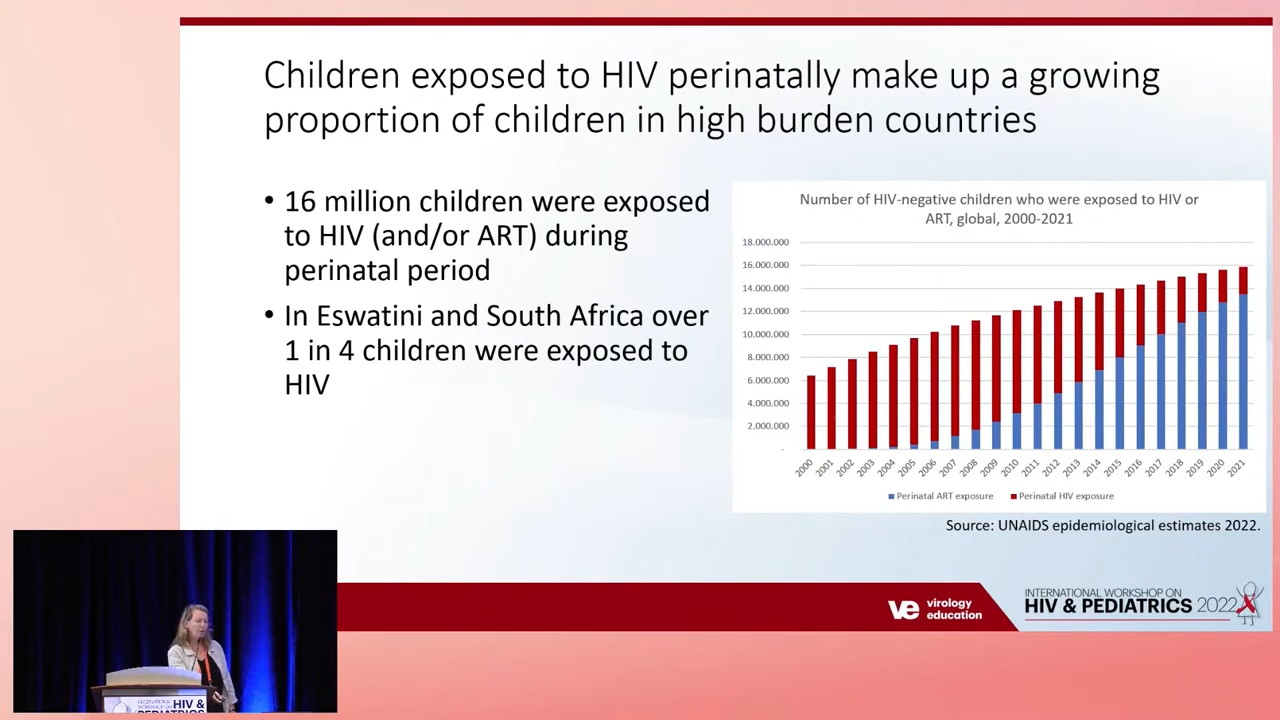 Children exposed to HIV perinatally make up a growing
proportion of children in high burden countries
• 16 million children were exposed
to HIV (and/or ART) during
perinatal period
• In Eswatini and South Africa over
1 in 4 children were exposed to
HIV
Number of HIV-negative children who were exposed to HIV or
ART, global, 2000-2021
18.000.000
16.000.000
14.000.000
12.000.000
10.000.000
8.000.000
6.000.000
4.000.000
2.000.000
-
2000 2001 2002 2003 2004 2005 2006 2007 2008 2009 2010 2011 2012 2013 2014 2015 2016 2017 2018 2019 2020 2021
Perinatal ART exposure Perinatal HIV exposure
Source: UNAIDS epidemiological estimates 2022.
ve virology
education
INTERNATIONAL WORKSHOP ON
HIV & PEDIATRICS 2022
INTERNATIONAL
WORKSHOP ON HIV &
PEDIATRICS